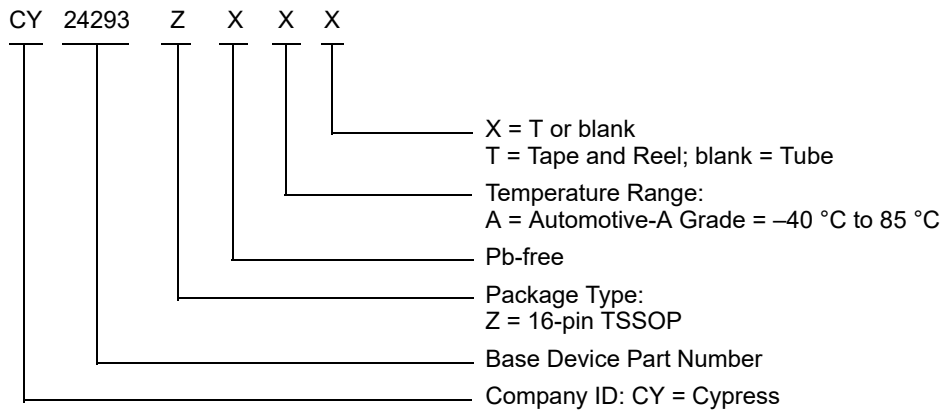 CY 24293 Z X X X
X = T or blank
T = Tape and Reel; blank = Tube
Temperature Range:
A = Automotive-A Grade = –40 °C to 85 °C
Pb-free
Package Type:
Z = 16-pin TSSOP
Base Device Part Number
Company ID: CY = Cypress